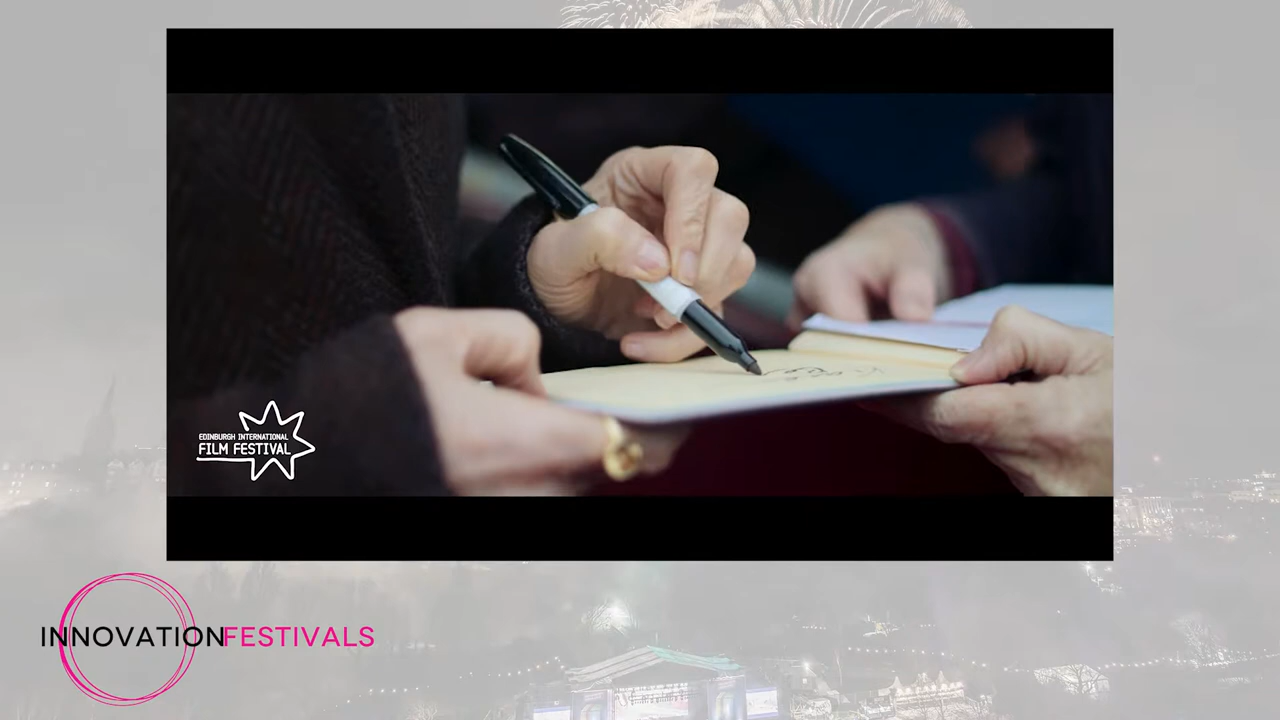 EDINBURGH INTERNATIONAL
FILM FESTIVAL
INNOVATIONFESTIVALS